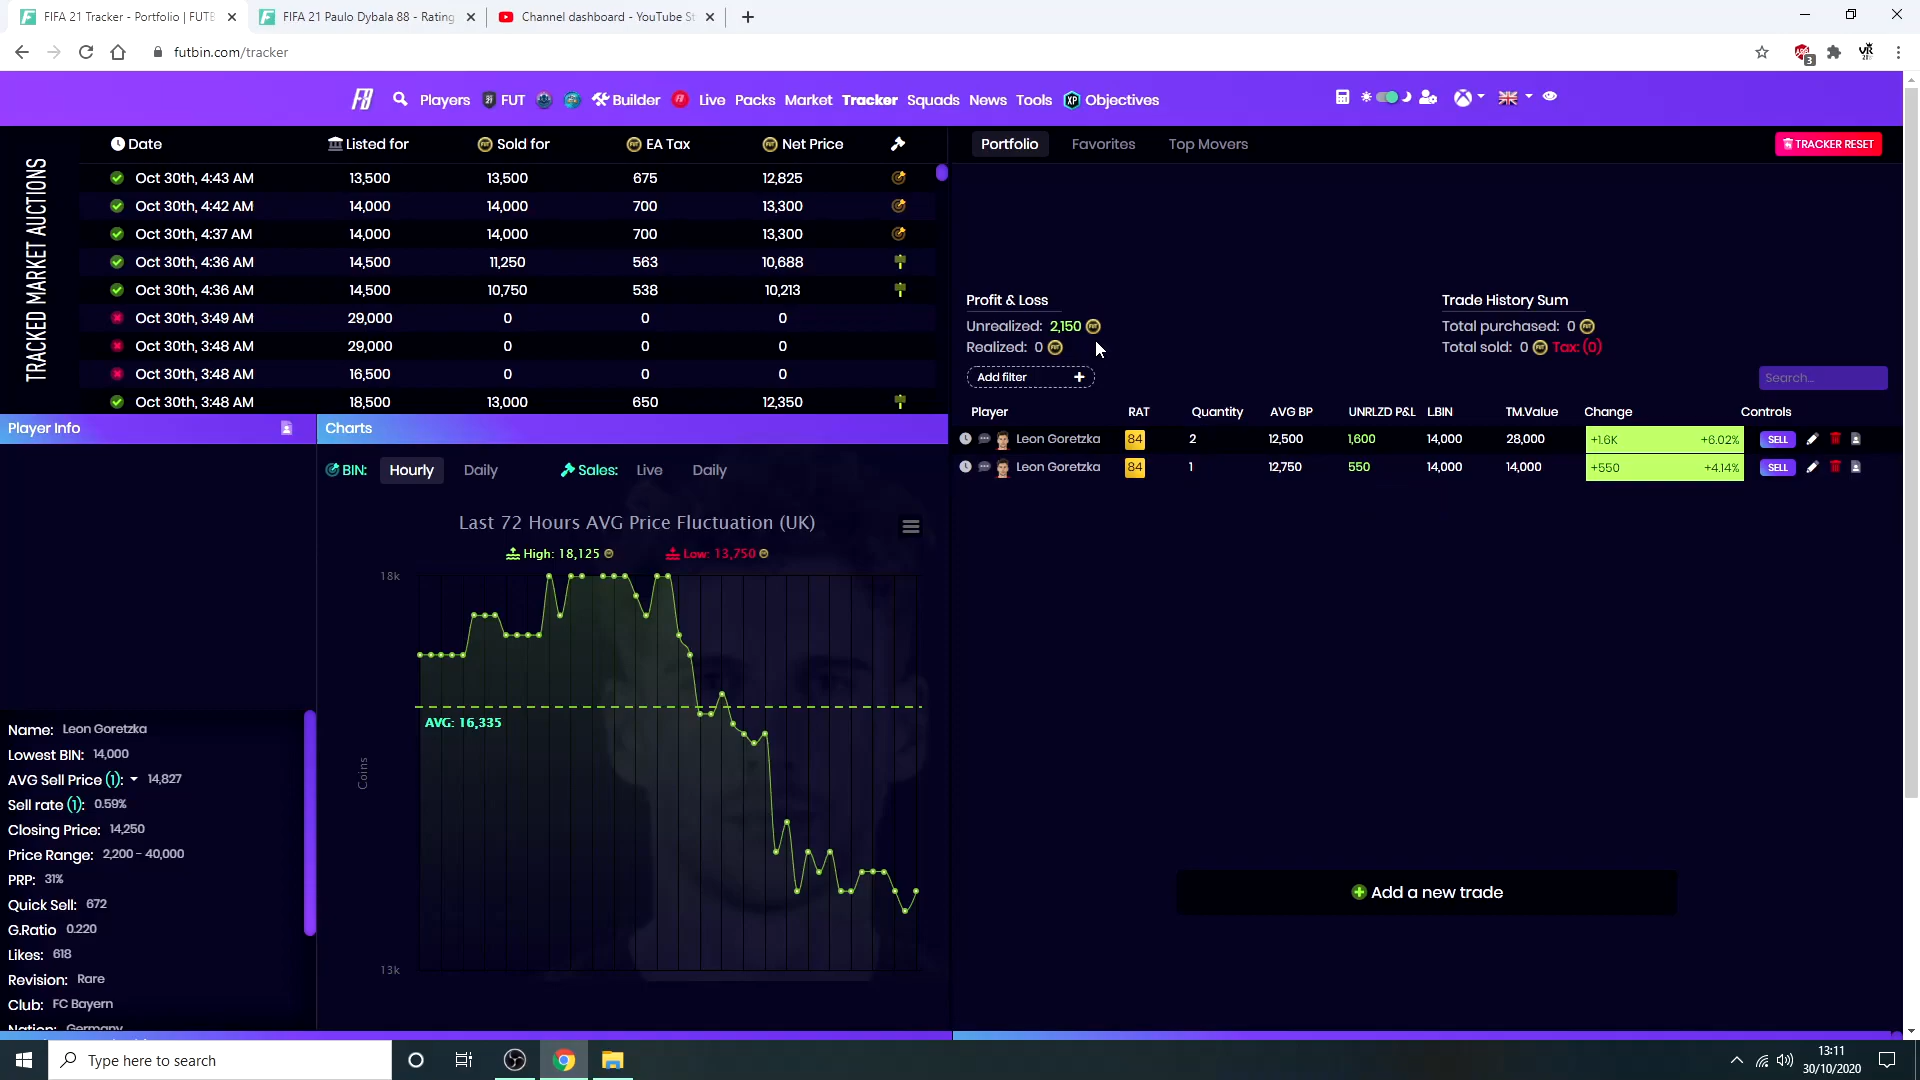 FIFA 21 Tracker - Portfolio | FUTB
FIFA 21 Paulo Dybala 88 - Rating
Channel dashboard - YouTube St
futbin.com/tracker
3
Players FUT Builder Live Packs Market Tracker Squads News Tools XP Objectives
TRACKED MARKET AUCTIONS
Date Listed for Sold for EA Tax Net Price
Oct 30th, 4:43 AM 13,500 13,500 675 12,825
Oct 30th, 4:42 AM 14,000 14,000 700 13,300
Oct 30th, 4:37 AM 14,000 14,000 700 13,300
Oct 30th, 4:36 AM 14,500 11,250 563 10,688
Oct 30th, 4:36 AM 14,500 10,750 538 10,213
Oct 30th, 3:49 AM 29,000 0 0 0
Oct 30th, 3:48 AM 29,000 0 0 0
Oct 30th, 3:48 AM 16,500 0 0 0
Oct 30th, 3:48 AM 18,500 13,000 650 12,350
Portfolio Favorites Top Movers
TRACKER RESET
Profit & Loss
Unrealized: 2,150
Realized: 0
Trade History Sum
Total purchased: 0
Total sold: 0 Tax: (0)
Add filter +
Search...
Player RAT Quantity AVG BP UNRLZD P&L LBIN TM.Value Change Controls
Leon Goretzka 84 2 12,500 1,600 14,000 28,000 +1.6K +6.02% SELL
Leon Goretzka 84 1 12,750 550 14,000 14,000 +550 +4.14% SELL
Add a new trade
Player Info
Name: Leon Goretzka
Lowest BIN: 14,000
AVG Sell Price (1): 14,827
Sell rate (1): 0.59%
Closing Price: 14,250
Price Range: 2,200 - 40,000
PRP: 31%
Quick Sell: 672
G.Ratio 0.220
Likes: 618
Revision: Rare
Club: FC Bayern
Nation: Germany
Charts
BIN: Hourly Daily Sales: Live Daily
Last 72 Hours AVG Price Fluctuation (UK)
High: 18,125 Low: 13,750
18k
AVG: 16,335
Coins
13k
Type here to search
13:11
30/10/2020